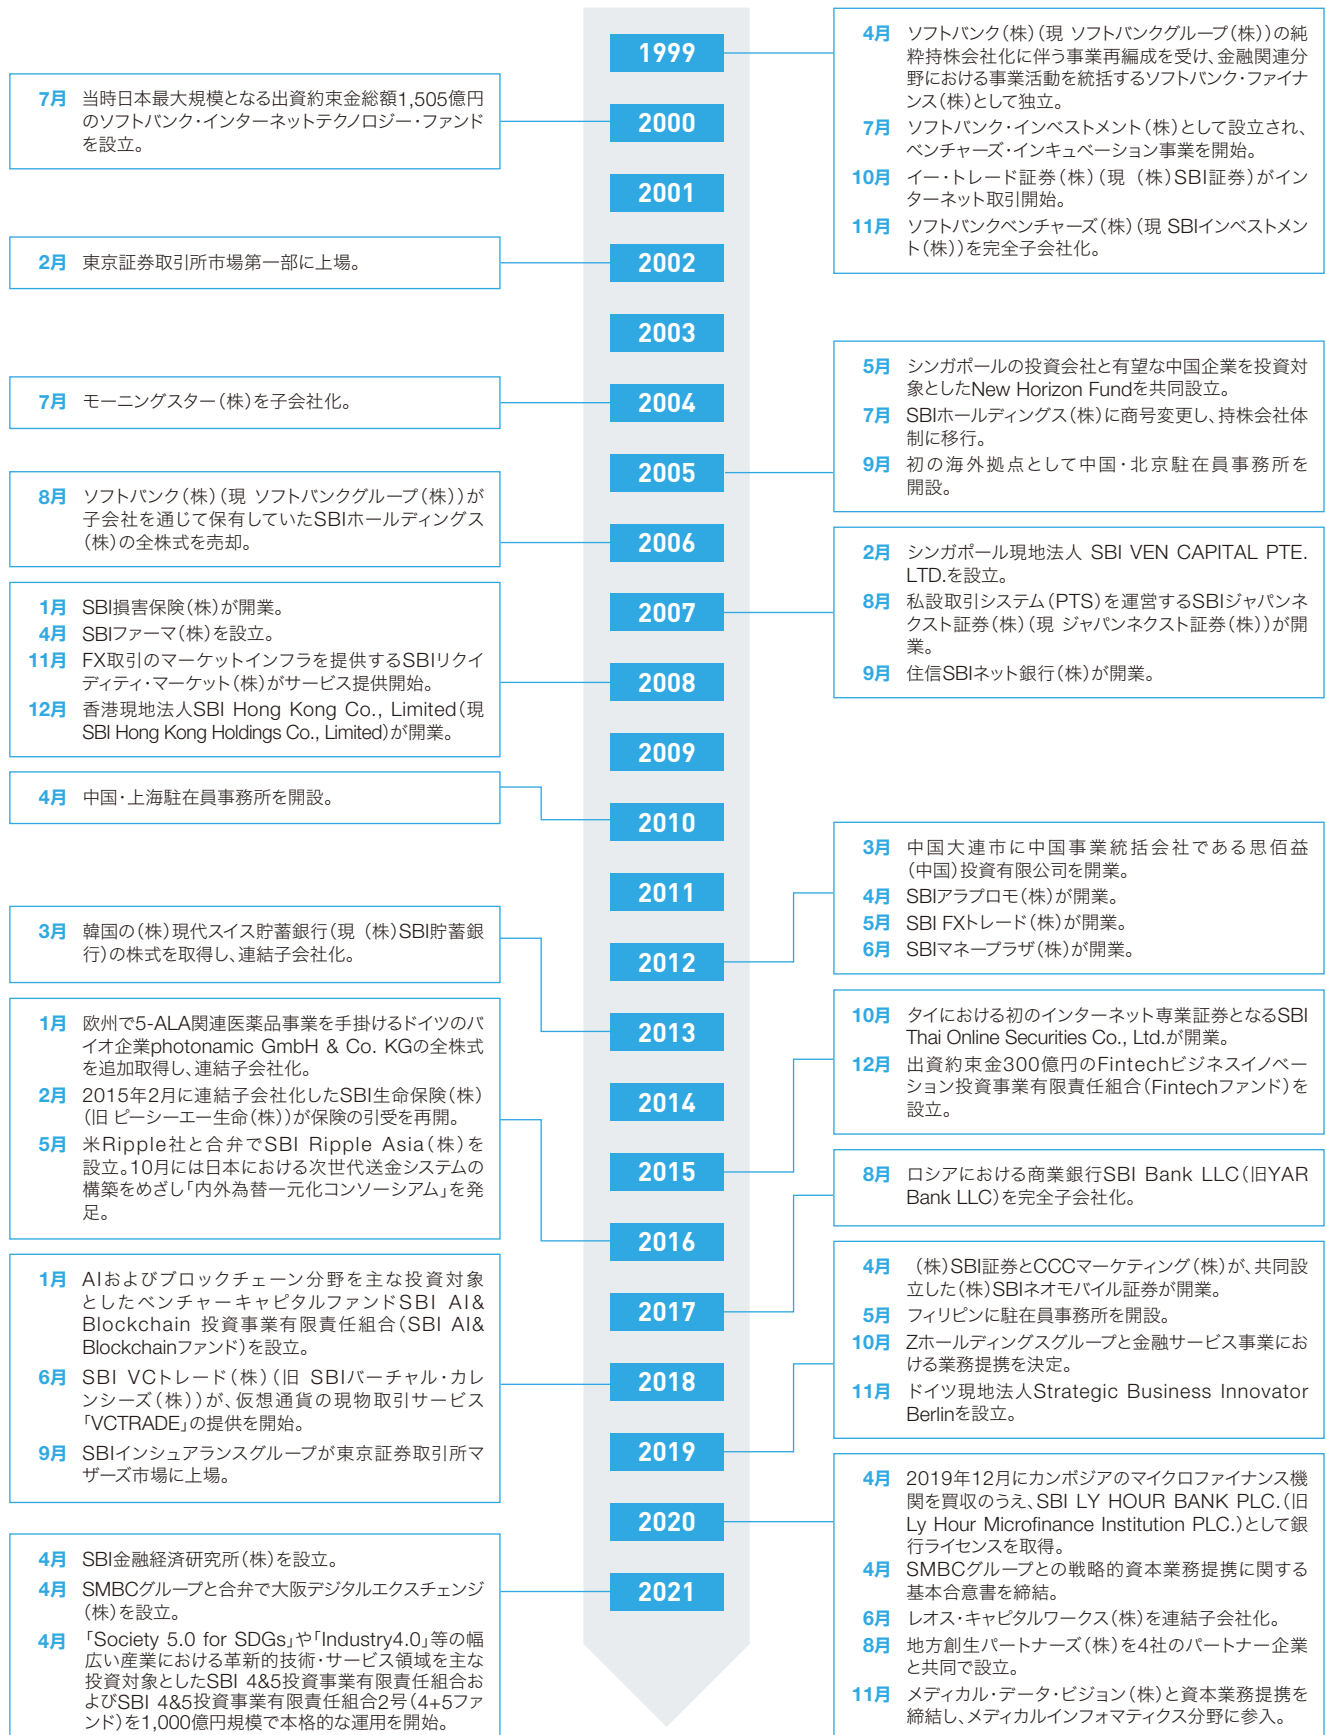 1999
4月 ソフトバンク(株)(現 ソフトバンクグループ(株))の純
粋持株会社化に伴う事業再編成を受け、金融関連分
野における事業活動を統括するソフトバンク・ファイナ
ンス(株)として独立。
7月 ソフトバンク・インベストメント(株)として設立され、
ベンチャーズ・インキュベーション事業を開始。
10月 イー・トレード証券(株)(現 (株)SBI証券)がイン
ターネット取引開始。
11月 ソフトバンクベンチャーズ(株)(現 SBIインベストメン
ト(株))を完全子会社化。
2000
7月 当時日本最大規模となる出資約束金総額1,505億円
のソフトバンク・インターネットテクノロジー・ファンド
を設立。
2001
2002
2月 東京証券取引所市場第一部に上場。
2003
2004
7月 モーニングスター(株)を子会社化。
2005
5月 シンガポールの投資会社と有望な中国企業を投資対
象としたNew Horizon Fundを共同設立。
7月 SBIホールディングス(株)に商号変更し、持株会社体
制に移行。
9月 初の海外拠点として中国・北京駐在員事務所を
開設。
2006
8月 ソフトバンク(株)(現 ソフトバンクグループ(株))が
子会社を通じて保有していたSBIホールディングス
(株)の全株式を売却。
2007
2月 シンガポール現地法人 SBI VEN CAPITAL PTE.
LTD.を設立。
8月 私設取引システム(PTS)を運営するSBIジャパンネ
クスト証券(株)(現 ジャパンネクスト証券(株))が開
業。
9月 住信SBIネット銀行(株)が開業。
2008
1月 SBI損害保険(株)が開業。
4月 SBIファーマ(株)を設立。
11月 FX取引のマーケットインフラを提供するSBIリクイ
ディティ・マーケット(株)がサービス提供開始。
12月 香港現地法人SBI Hong Kong Co., Limited(現
SBI Hong Kong Holdings Co., Limited)が開業。
2009
2010
4月 中国・上海駐在員事務所を開設。
2011
2012
3月 中国大連市に中国事業統括会社である思佰益
(中国)投資有限公司を開業。
4月 SBIアラプロモ(株)が開業。
5月 SBI FXトレード(株)が開業。
6月 SBIマネープラザ(株)が開業。
2013
3月 韓国の(株)現代スイス貯蓄銀行(現 (株)SBI貯蓄銀
行)の株式を取得し、連結子会社化。
2014
2015
10月 タイにおける初のインターネット専業証券となるSBI
Thai Online Securities Co., Ltd.が開業。
12月 出資約束金300億円のFintechビジネスイノベー
ション投資事業有限責任組合(Fintechファンド)を
設立。
2016
1月 欧州で5-ALA関連医薬品事業を手掛けるドイツのバ
イオ企業photonamic GmbH & Co. KGの全株式
を追加取得し、連結子会社化。
2月 2015年2月に連結子会社化したSBI生命保険(株)
(旧 ピーシーエー生命(株))が保険の引受を再開。
5月 米Ripple社と合弁でSBI Ripple Asia(株)を
設立。10月には日本における次世代送金システムの
構築をめざし「内外為替一元化コンソーシアム」を発
足。
2017
8月 ロシアにおける商業銀行SBI Bank LLC(旧YAR
Bank LLC)を完全子会社化。
2018
1月 AIおよびブロックチェーン分野を主な投資対象
としたベンチャーキャピタルファンドSBI AI&
Blockchain 投資事業有限責任組合(SBI AI&
Blockchainファンド)を設立。
6月 SBI VCトレード(株)(旧 SBIバーチャル・カレ
ンシーズ(株))が、仮想通貨の現物取引サービス
「VCTRADE」の提供を開始。
9月 SBIインシュアランスグループが東京証券取引所マ
ザーズ市場に上場。
2019
4月 (株)SBI証券とCCCマーケティング(株)が、共同設
立した(株)SBIネオモバイル証券が開業。
5月 フィリピンに駐在員事務所を開設。
10月 Zホールディングスグループと金融サービス事業にお
ける業務提携を決定。
11月 ドイツ現地法人Strategic Business Innovator
Berlinを設立。
2020
4月 2019年12月にカンボジアのマイクロファイナンス機
関を買収のうえ、SBI LY HOUR BANK PLC.(旧
Ly Hour Microfinance Institution PLC.)として銀
行ライセンスを取得。
4月 SMBCグループとの戦略的資本業務提携に関する
基本合意書を締結。
6月 レオス・キャピタルワークス(株)を連結子会社化。
8月 地方創生パートナーズ(株)を4社のパートナー企業
と共同で設立。
11月 メディカル・データ・ビジョン(株)と資本業務提携を
締結し、メディカルインフォマティクス分野に参入。
2021
4月 SBI金融経済研究所(株)を設立。
4月 SMBCグループと合弁で大阪デジタルエクスチェンジ
(株)を設立。
4月 「Society 5.0 for SDGs」や「Industry4.0」等の幅
広い産業における革新的技術・サービス領域を主な
投資対象としたSBI 4&5投資事業有限責任組合お
よびSBI 4&5投資事業有限責任組合2号(4+5ファ
ンド)を1,000億円規模で本格的な運用を開始。